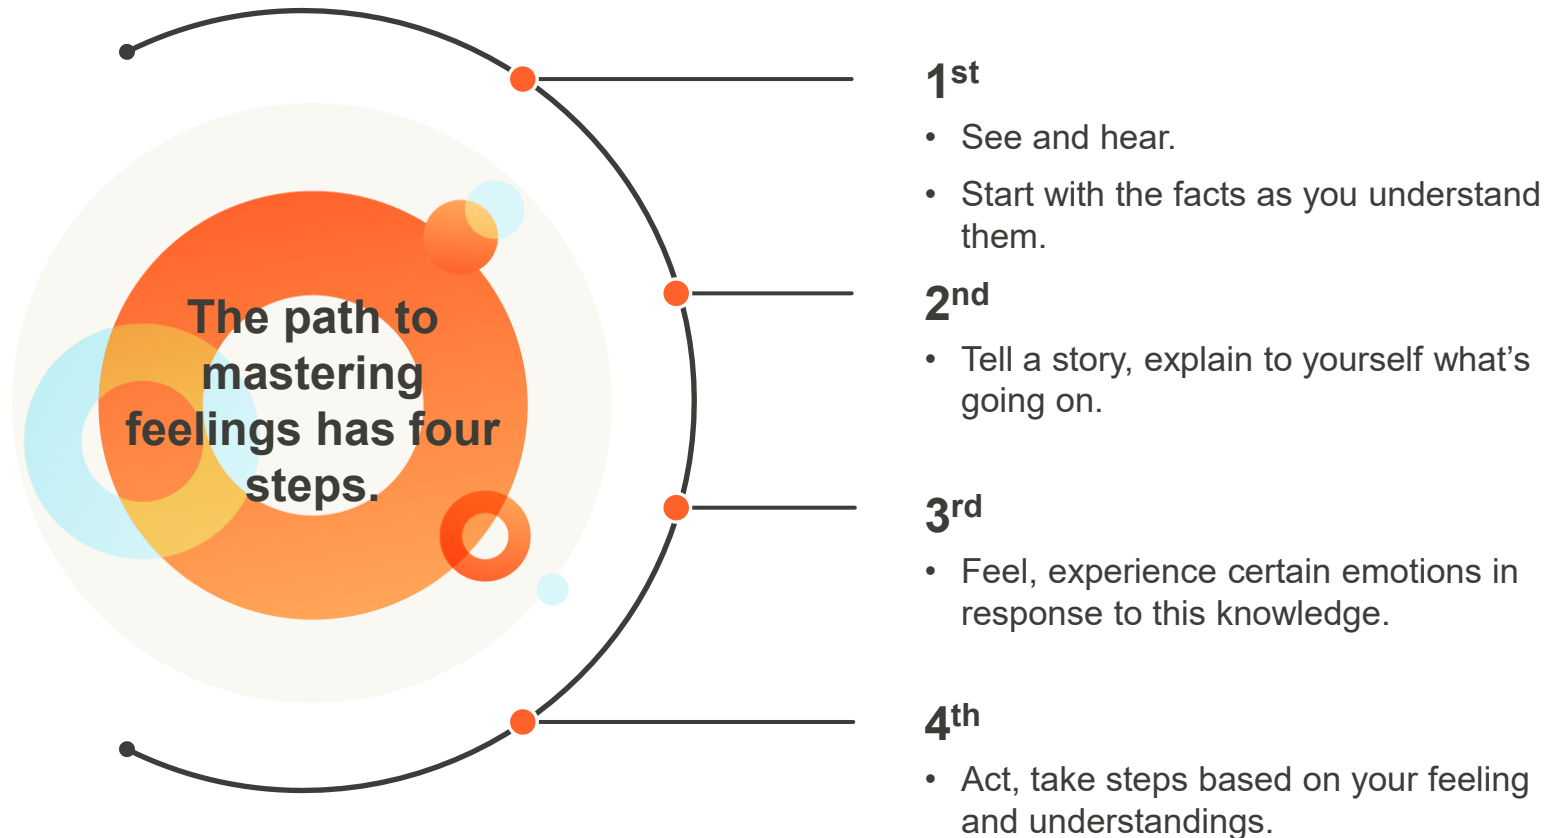 The path to
mastering
feelings has four
steps.
1st
• See and hear.
• Start with the facts as you understand
them.
2nd
• Tell a story, explain to yourself what’s
going on.
3rd
• Feel, experience certain emotions in
response to this knowledge.
4th
• Act, take steps based on your feeling
and understandings.